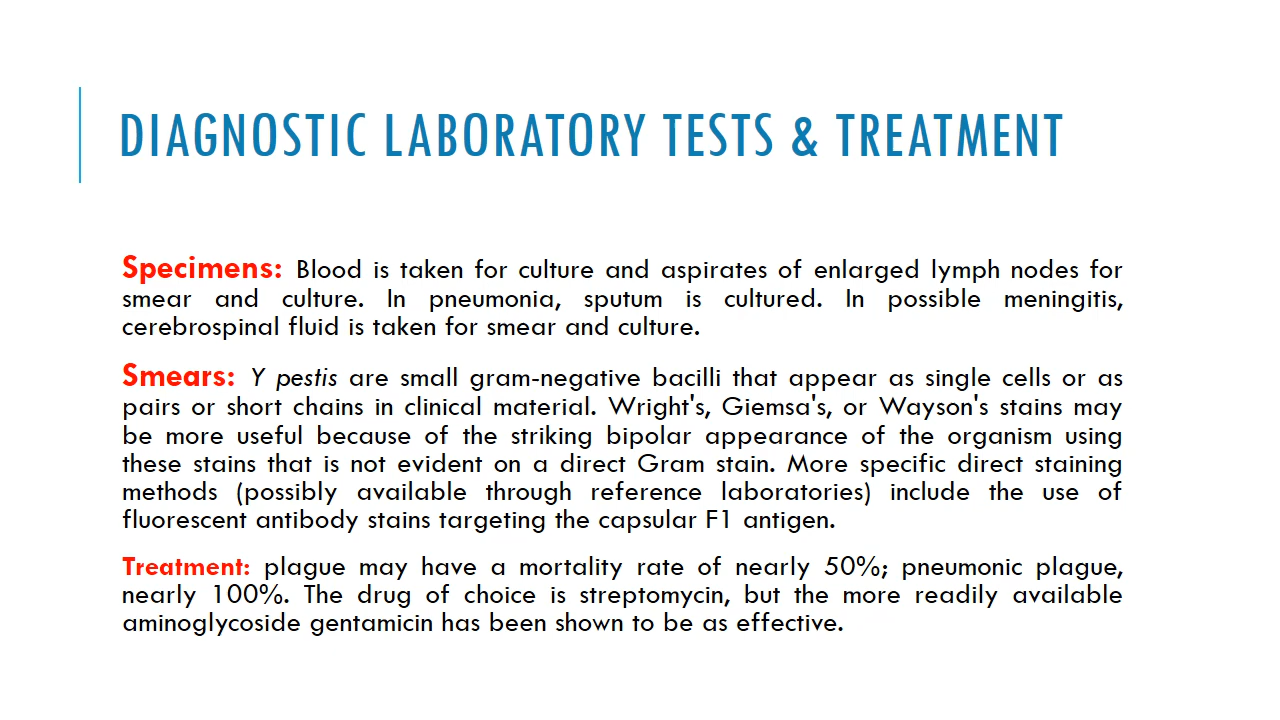 DIAGNOSTIC LABORATORY TESTS & TREATMENT
Specimens: Blood is taken for culture and aspirates of enlarged lymph nodes for
smear and culture. In pneumonia, sputum is cultured. In possible meningitis,
cerebrospinal fluid is taken for smear and culture.
Smears: Y pestis are small gram-negative bacilli that appear as single cells or as
pairs or short chains in clinical material. Wright's, Giemsa's, or Wayson's stains may
be more useful because of the striking bipolar appearance of the organism using
these stains that is not evident on a direct Gram stain. More specific direct staining
methods (possibly available through reference laboratories) include the use of
fluorescent antibody stains targeting the capsular F1 antigen.
Treatment: plague may have a mortality rate of nearly 50%; pneumonic plague,
nearly 100%. The drug of choice is streptomycin, but the more readily available
aminoglycoside gentamicin has been shown to be as effective.